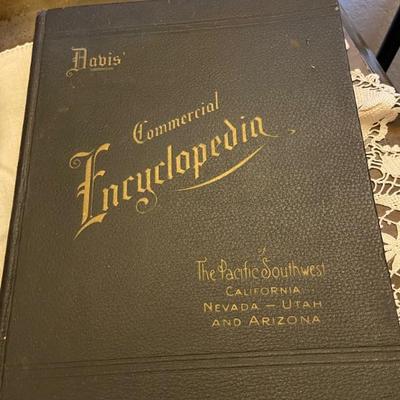 Davis'
Commercial
Encyclopedia
of
The Pacific Southwest
CALIFORNIA
NEVADA – UTAH
AND ARIZONA